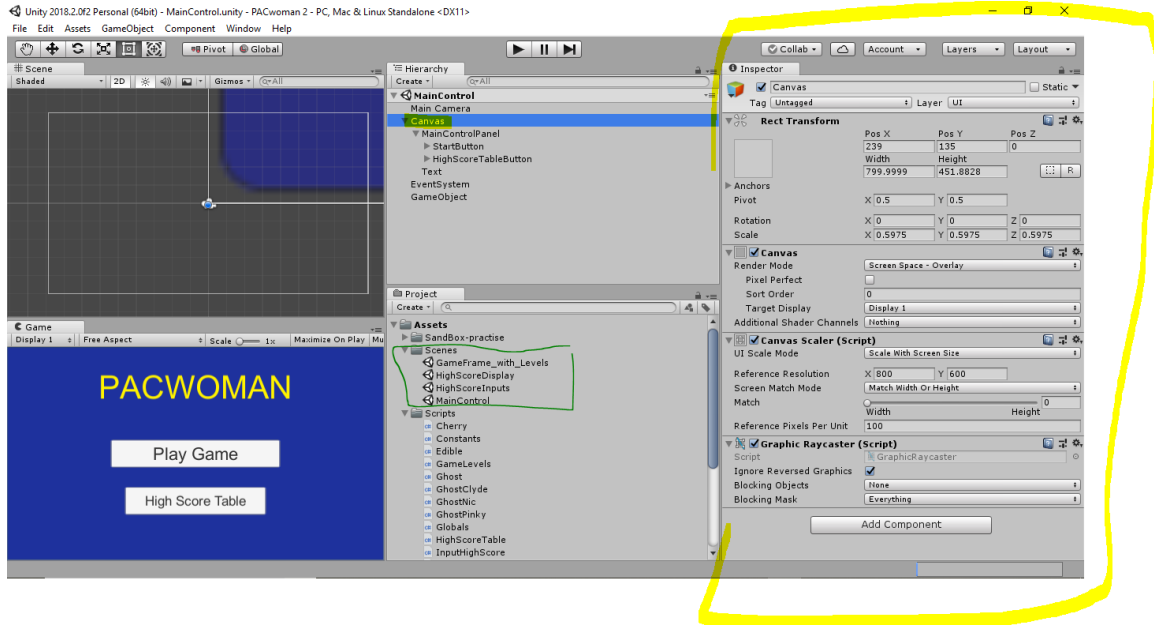 Unity 2018.2.0f2 Personal (64bit) - MainControl.unity - PACwoman 2 - PC, Mac & Linux Standalone <DX11>
File Edit Assets GameObject Component Window Help
Pivot Global Collab Account Layers Layout
Scene
Shaded 2D Gizmos All
Hierarchy
Create All
MainControl
Main Camera
Canvas
MainControlPanel
StartButton
HighScoreTableButton
Text
EventSystem
GameObject
Project
Create
Assets
SandBox-practise
Scenes
GameFrame_with_Levels
HighScoreDisplay
HighScoreInputs
MainControl
Scripts
Cherry
Constants
Edible
GameLevels
Ghost
GhostClyde
GhostNic
GhostPinky
Globals
HighScoreTable
InputHighScore
Game
Display 1 Free Aspect Scale 1x Maximize On Play Mu
PACWOMAN
Play Game
High Score Table
Inspector
Canvas Static
Tag Untagged Layer UI
Rect Transform
Pos X Pos Y Pos Z
239 135 0
Width Height
799.9999 451.8828 R
Anchors
Pivot X 0.5 Y 0.5
Rotation X 0 Y 0 Z 0
Scale X 0.5975 Y 0.5975 Z 0.5975
Canvas
Render Mode Screen Space - Overlay
Pixel Perfect
Sort Order 0
Target Display Display 1
Additional Shader Channels Nothing
Canvas Scaler (Script)
UI Scale Mode Scale With Screen Size
Reference Resolution X 800 Y 600
Screen Match Mode Match Width Or Height
Match 0
Width Height
Reference Pixels Per Unit 100
Graphic Raycaster (Script)
Script GraphicRaycaster
Ignore Reversed Graphics
Blocking Objects None
Blocking Mask Everything
Add Component